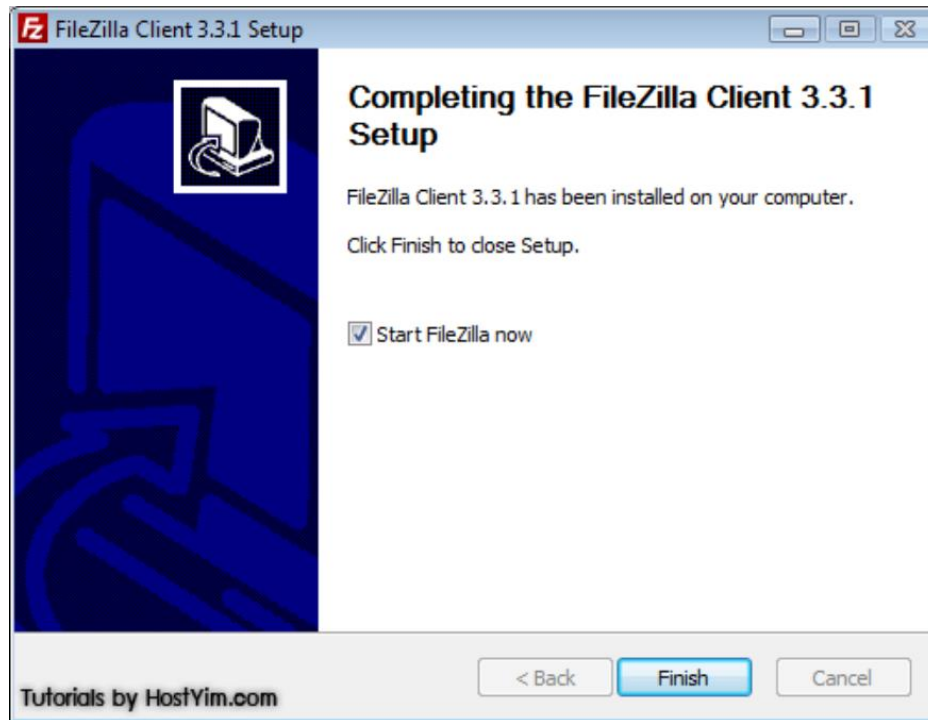 FileZilla Client 3.3.1 Setup
Completing the FileZilla Client 3.3.1
Setup
FileZilla Client 3.3.1 has been installed on your computer.
Click Finish to close Setup.
Start FileZilla now
< Back Finish Cancel
Tutorials by HostYim.com